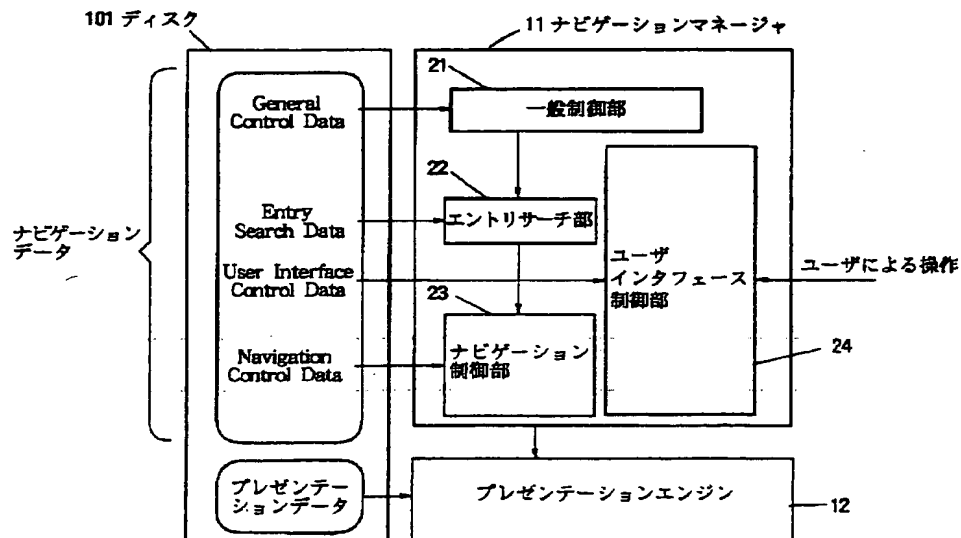 101 ディスク
11 ナビゲーションマネージャ
21
General
Control Data
一般制御部
22
Entry
Search Data
エントリサーチ部
ナビゲーション
データ
User Interface
Control Data
ユーザ
インタフェース
制御部
ユーザによる操作
23
Navigation
Control Data
ナビゲーション
制御部
24
プレゼンテー
ションデータ
プレゼンテーションエンジン
12